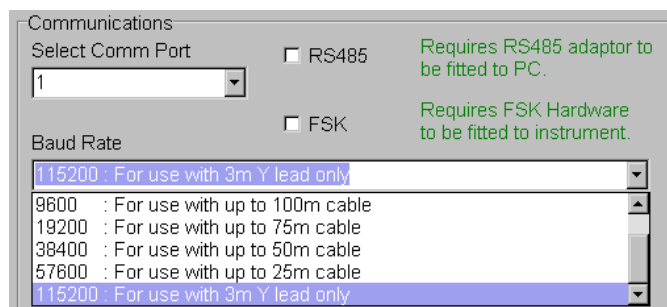 Communications
Select Comm Port
1
RS485
Requires RS485 adaptor to
be fitted to PC.
FSK
Requires FSK Hardware
to be fitted to instrument.
Baud Rate
115200 : For use with 3m Y lead only
9600 : For use with up to 100m cable
19200 : For use with up to 75m cable
38400 : For use with up to 50m cable
57600 : For use with up to 25m cable
115200 : For use with 3m Y lead only